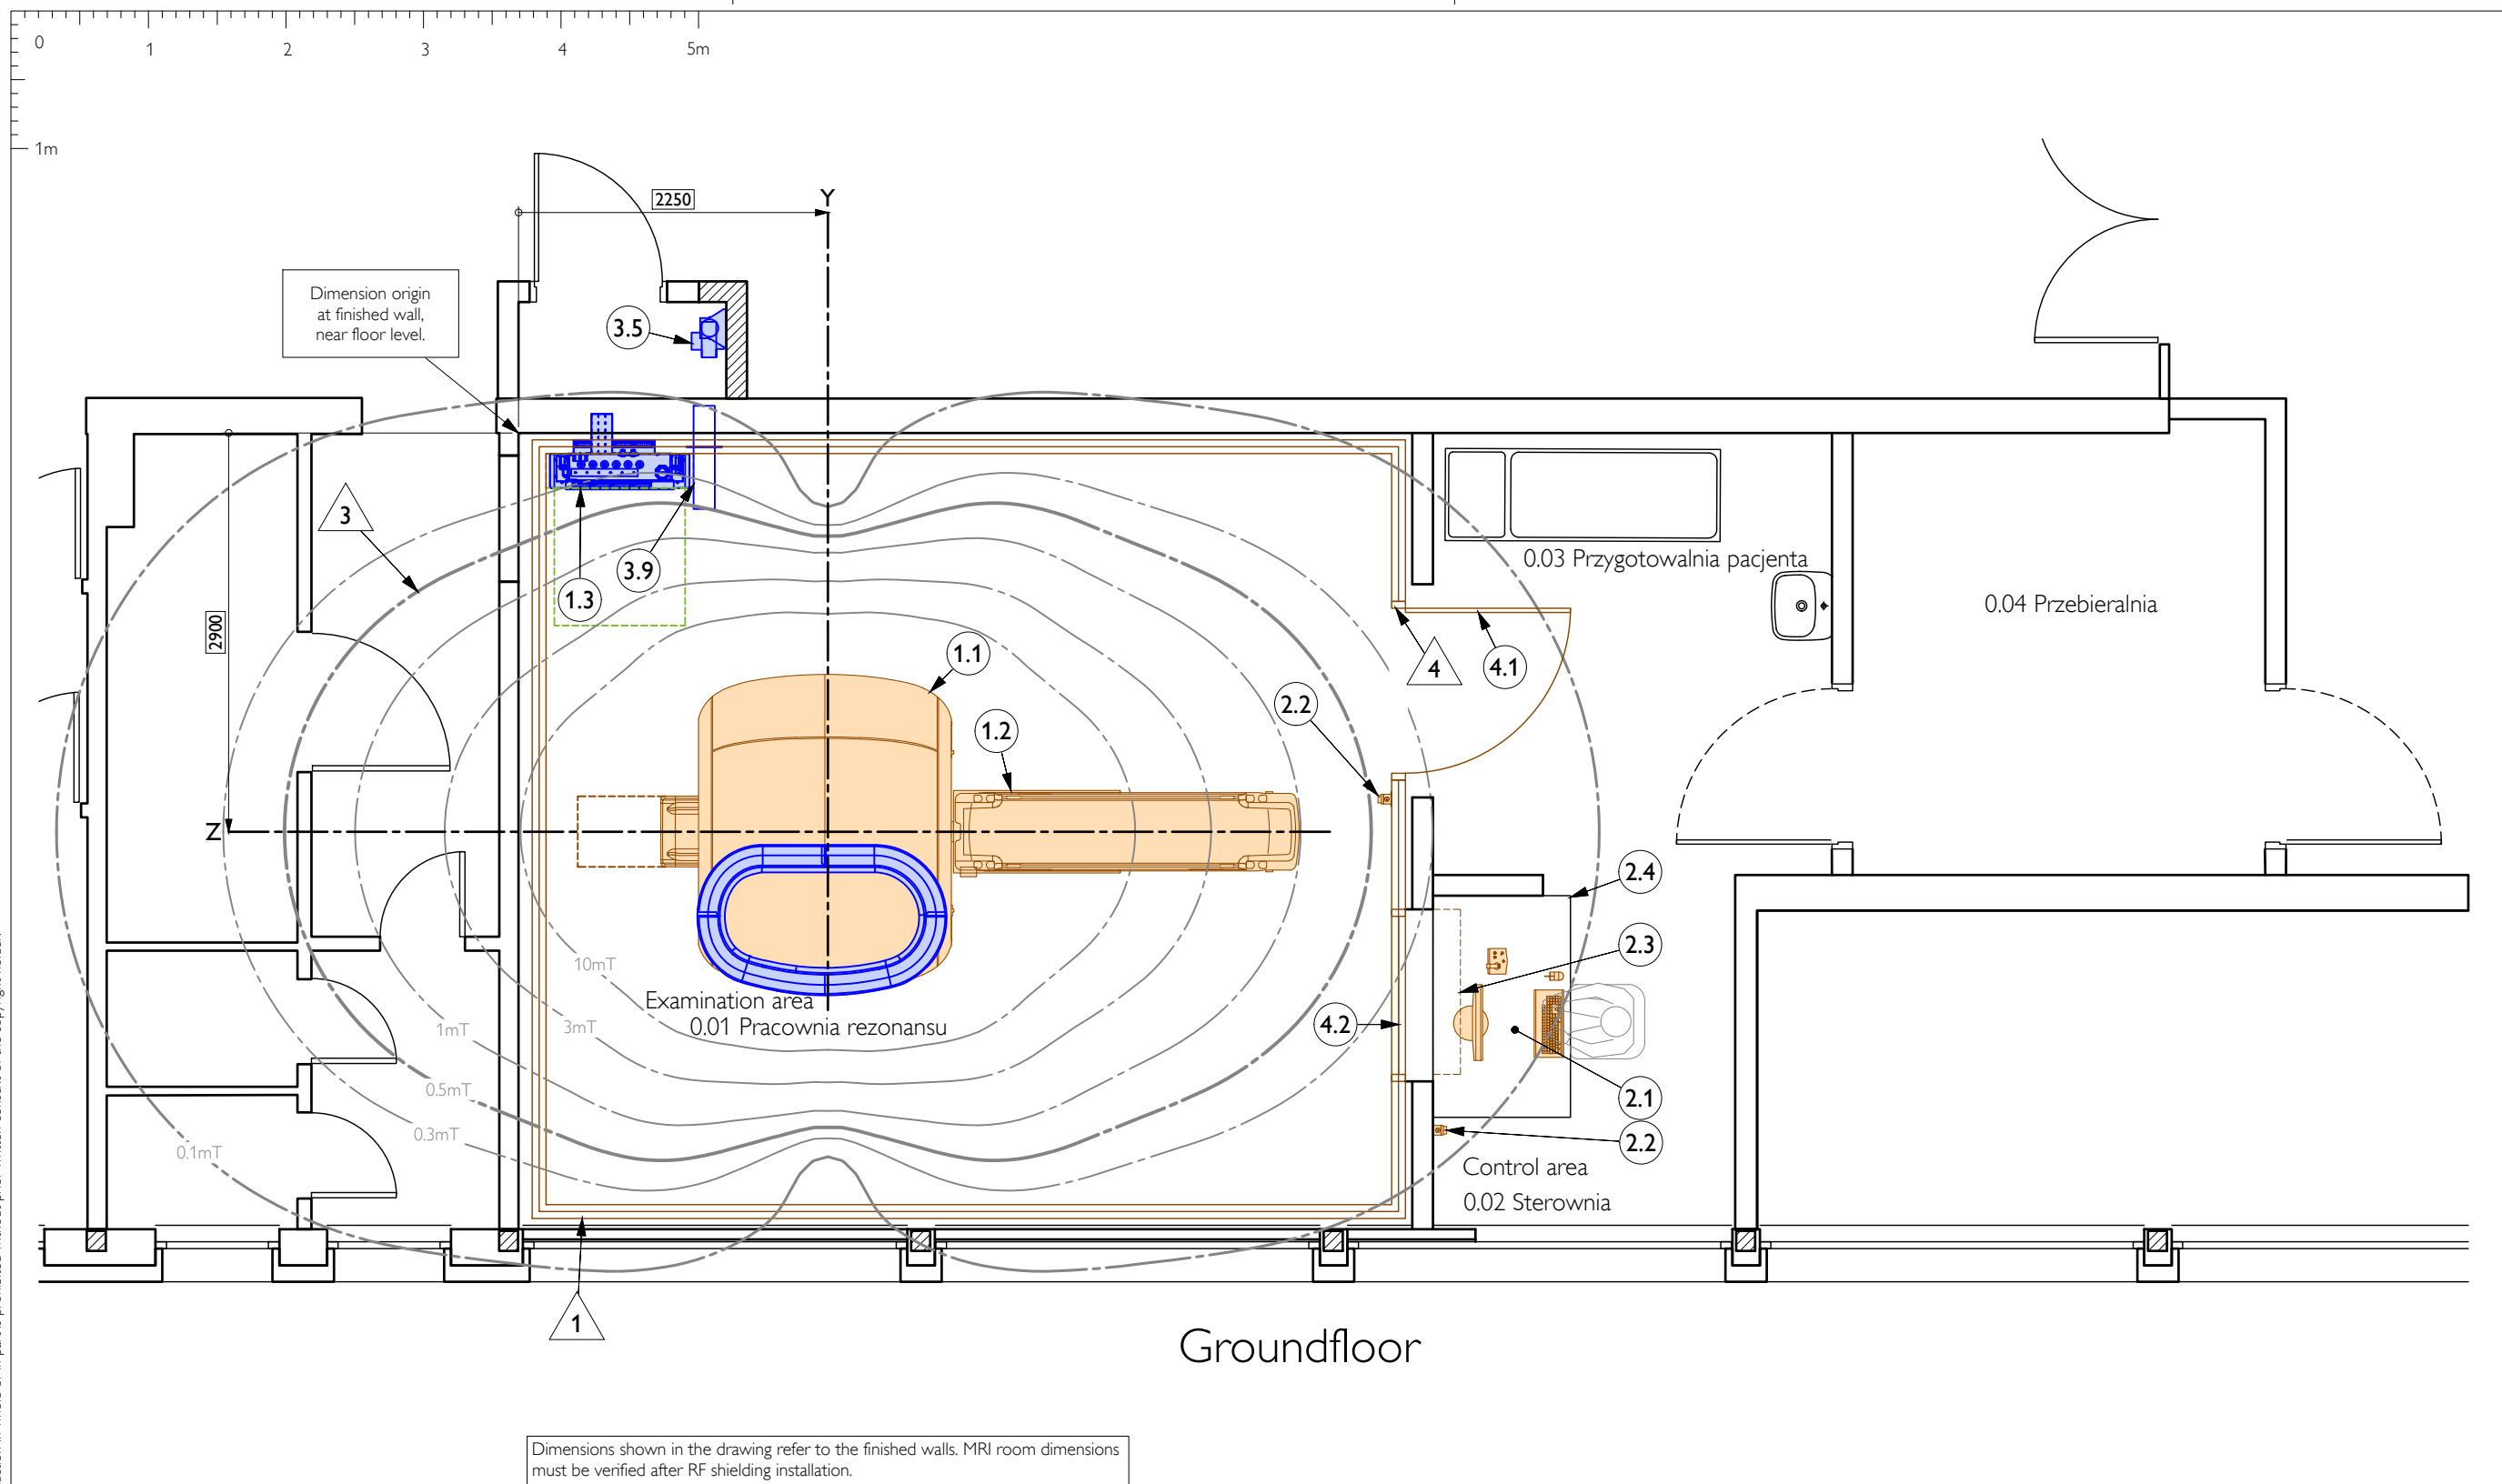 0
1
2
3
4
5m
1m
Y
2250
Dimension origin
at finished wall,
near floor level.
3.5
3
3.9
1.3
0.03 Przygotowalnia pacjenta
0.04 Przebieralnia
2900
1.1
4
4.1
2.2
1.2
Z
2.4
2.3
10mT
Examination area
0.01 Pracownia rezonansu
1mT
3mT
4.2
0.5mT
2.1
0.3mT
2.2
0.1mT
Control area
0.02 Sterownia
1
Groundfloor
Dimensions shown in the drawing refer to the finished walls. MRI room dimensions
must be verified after RF shielding installation.